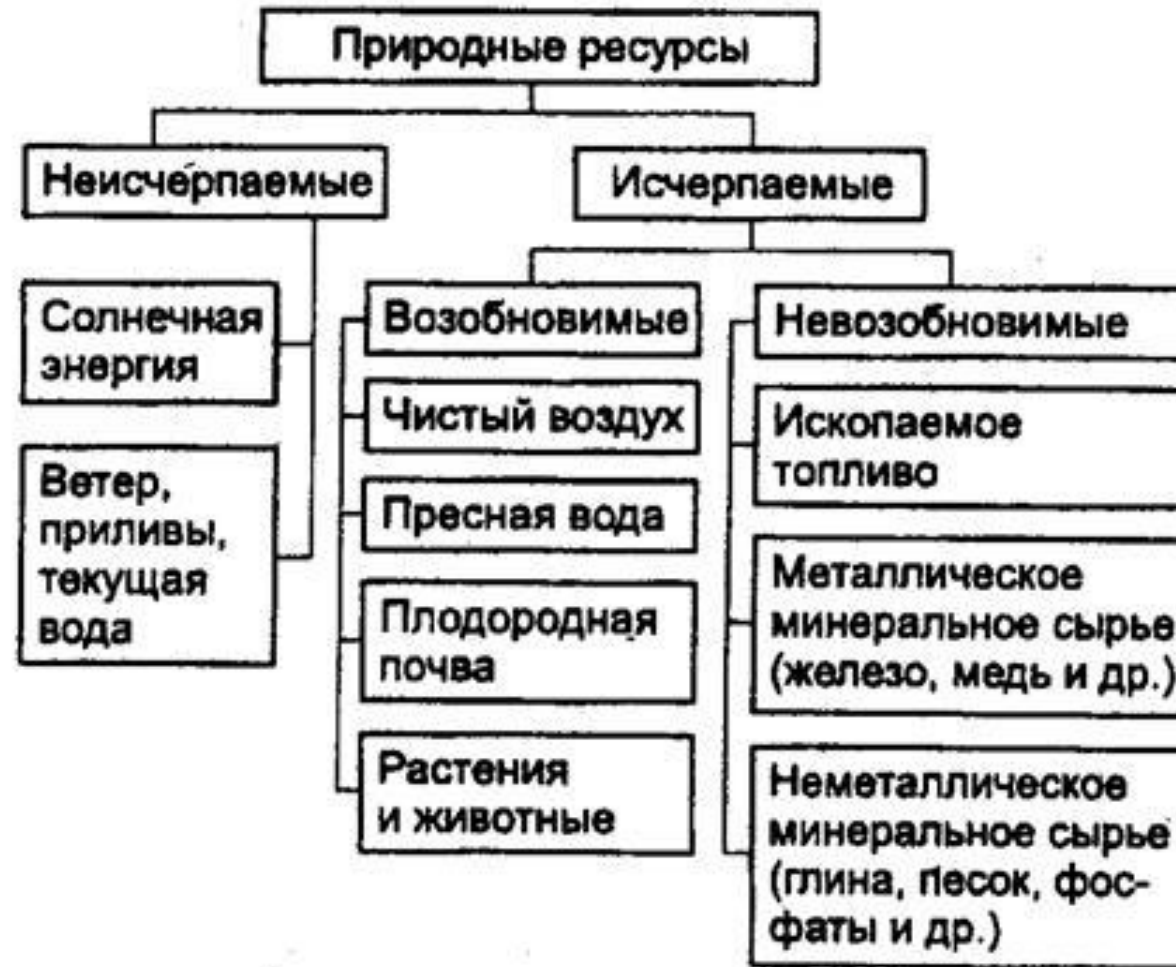 Природные ресурсы
Неисчерпаемые
Исчерпаемые
Солнечная
энергия
Ветер,
приливы,
текущая
вода
Возобновимые
Чистый воздух
Пресная вода
Плодородная
почва
Растения
и животные
Невозобновимые
Ископаемое
топливо
Металлическое
минеральное сырье
(железо, медь и др.)
Неметаллическое
минеральное сырье
(глина, песок, фос-
фаты и др.)